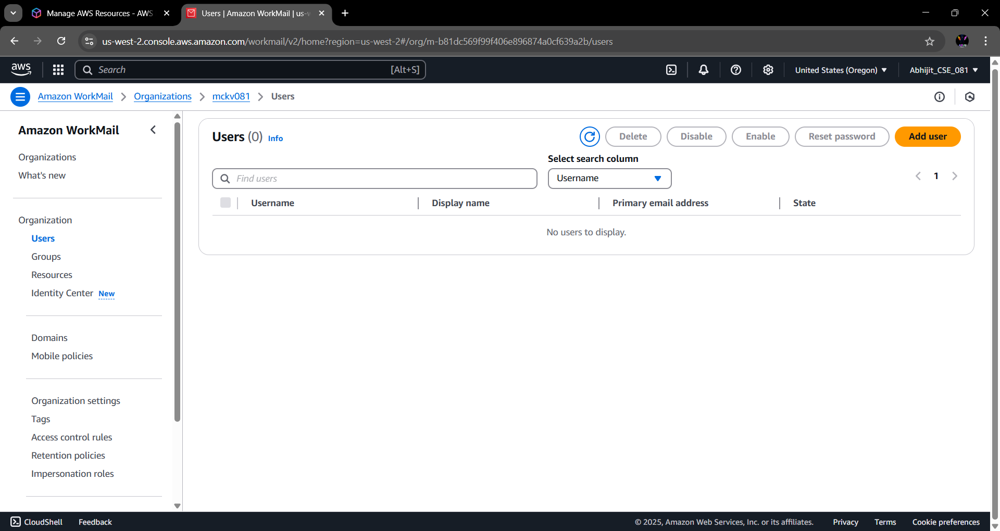 Manage AWS Resources - AWS
Users | Amazon WorkMail | us-w
us-west-2.console.aws.amazon.com/workmail/v2/home?region=us-west-2#/org/m-b81dc569f99f406e896874a0cf639a2b/users
aws
Search
[Alt+S]
United States (Oregon)
Abhijit_CSE_081
Amazon WorkMail
Organizations
mckv081
Users
Amazon WorkMail
Organizations
What's new
Organization
Users
Groups
Resources
Identity Center New
Domains
Mobile policies
Organization settings
Tags
Access control rules
Retention policies
Impersonation roles
Users (0) Info
Delete
Disable
Enable
Reset password
Add user
Select search column
Find users
Username
1
Username
Display name
Primary email address
State
No users to display.
CloudShell
Feedback
© 2025, Amazon Web Services, Inc. or its affiliates.
Privacy
Terms
Cookie preferences